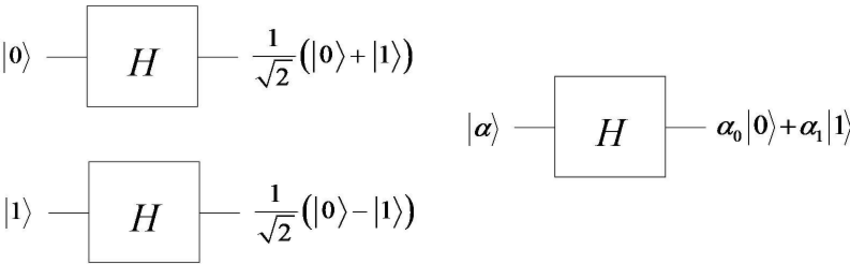 |0⟩ H 1/√2 (|0⟩ + |1⟩)
|α⟩ H α₀|0⟩ + α₁|1⟩
|1⟩ H 1/√2 (|0⟩ − |1⟩)